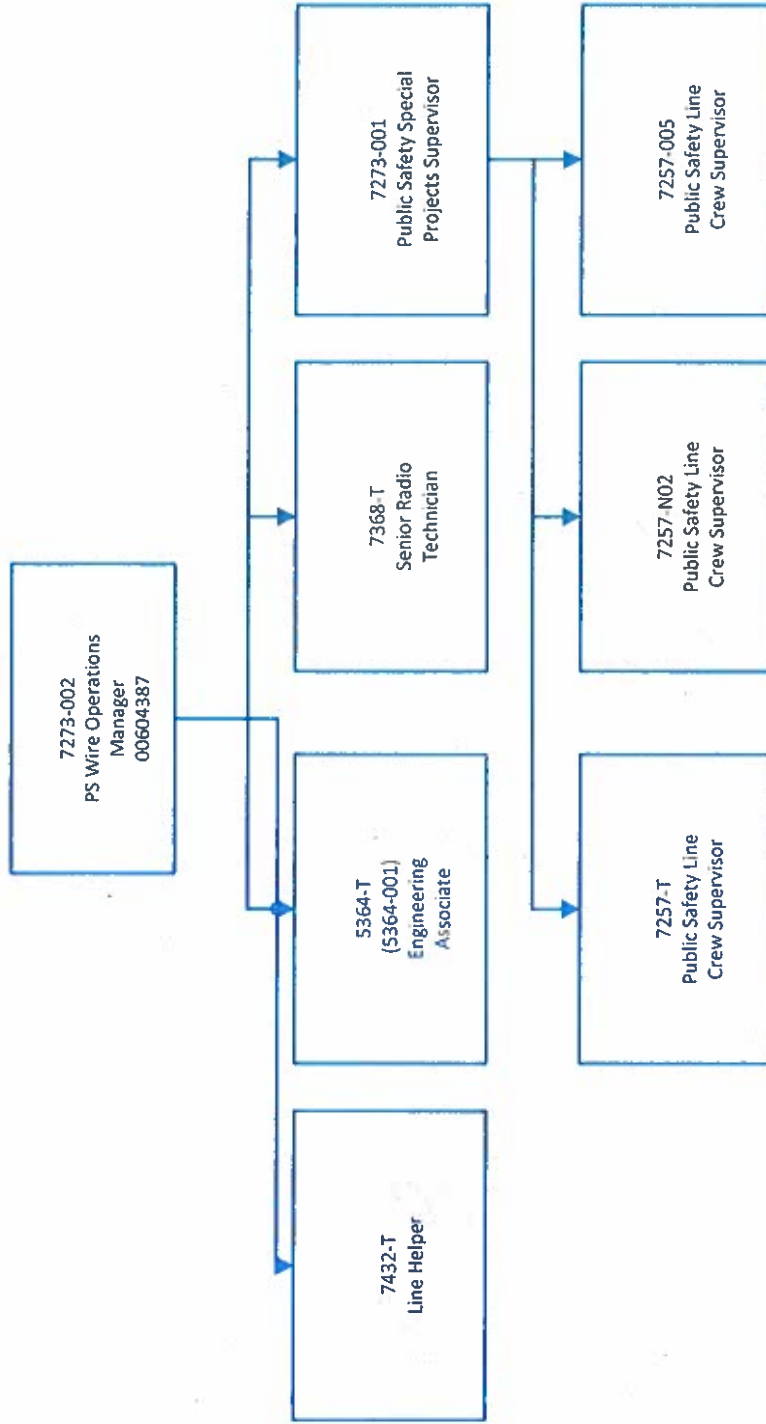 7273-002
PS Wire Operations
Manager
00604387
7432-T
Line Helper
5364-T
(5364-001)
Engineering
Associate
7368-T
Senior Radio
Technician
7273-001
Public Safety Special
Projects Supervisor
7257-T
Public Safety Line
Crew Supervisor
7257-N02
Public Safety Line
Crew Supervisor
7257-005
Public Safety Line
Crew Supervisor